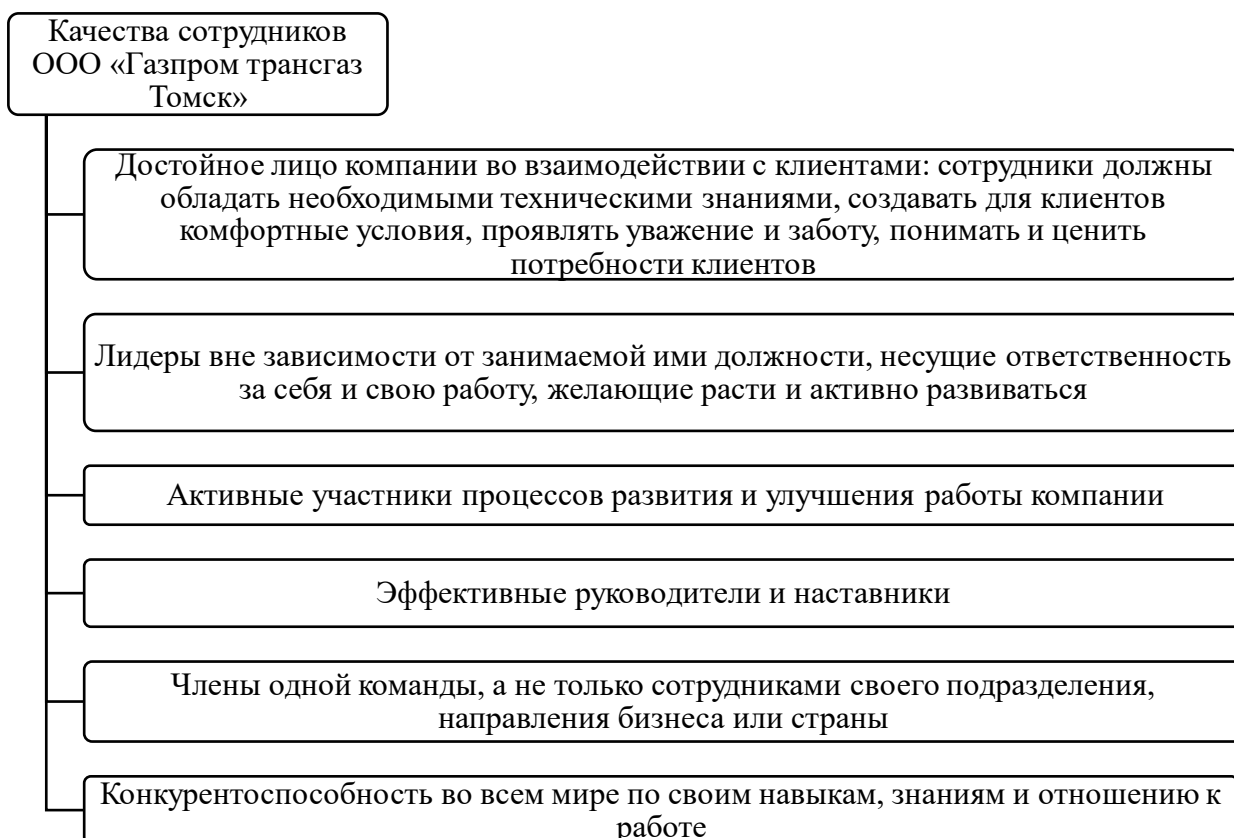 Качества сотрудников
ООО «Газпром трансгаз
Томск»
Достойное лицо компании во взаимодействии с клиентами: сотрудники должны
обладать необходимыми техническими знаниями, создавать для клиентов
комфортные условия, проявлять уважение и заботу, понимать и ценить
потребности клиентов
Лидеры вне зависимости от занимаемой ими должности, несущие ответственность
за себя и свою работу, желающие расти и активно развиваться
Активные участники процессов развития и улучшения работы компании
Эффективные руководители и наставники
Члены одной команды, а не только сотрудниками своего подразделения,
направления бизнеса или страны
Конкурентоспособность во всем мире по своим навыкам, знаниям и отношению к
работе